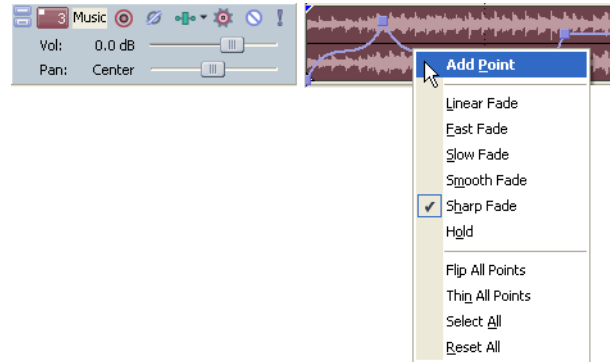 3 Music
Vol: 0.0 dB
Pan: Center
Add Point
Linear Fade
Fast Fade
Slow Fade
Smooth Fade
Sharp Fade
Hold
Flip All Points
Thin All Points
Select All
Reset All